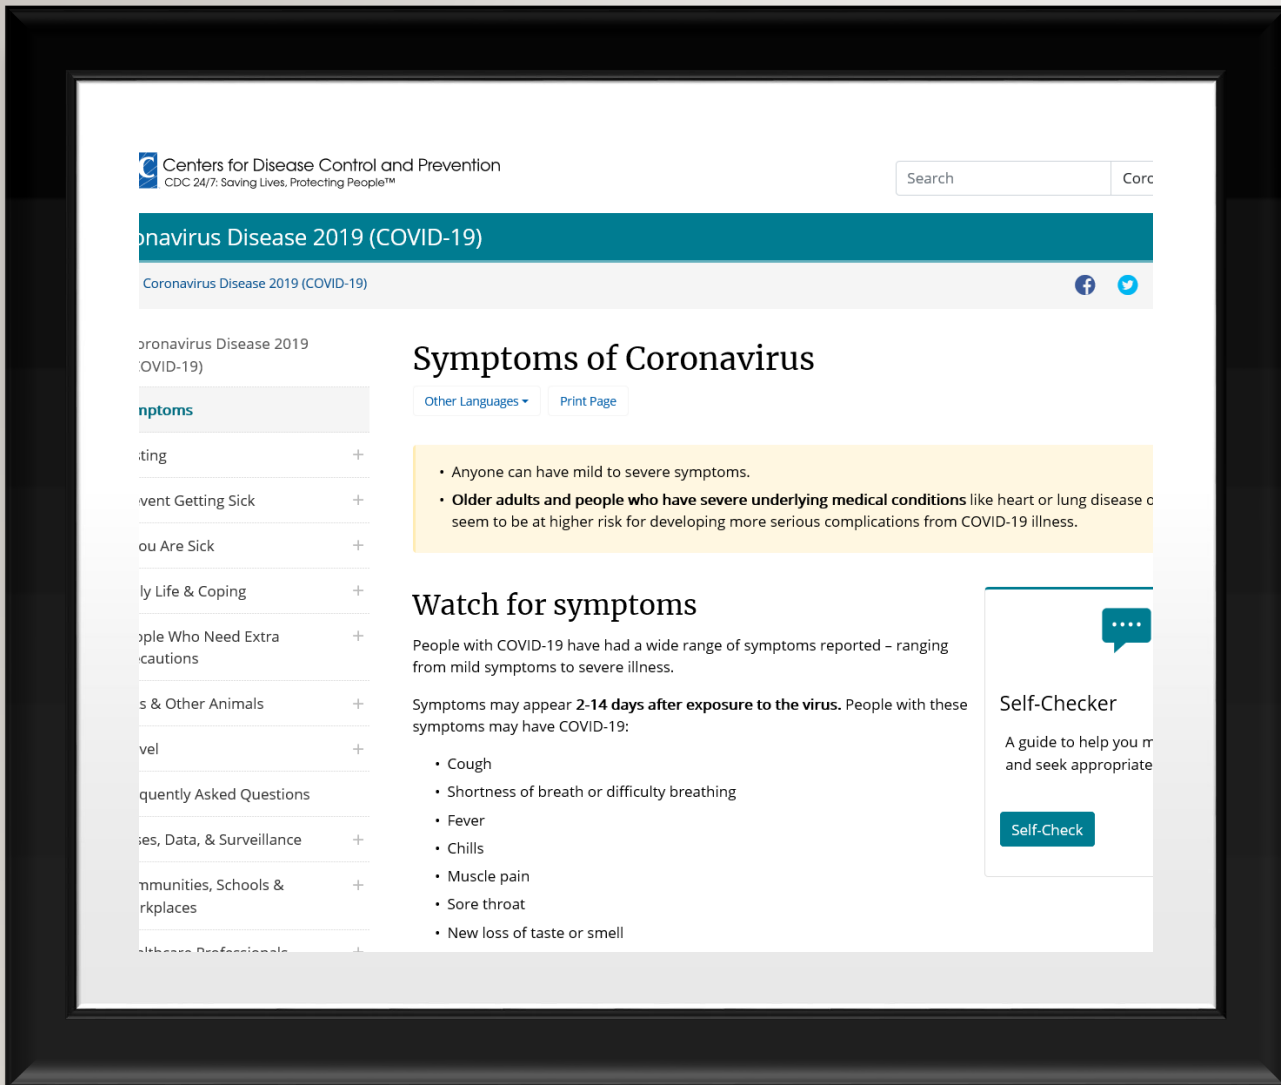 C Centers for Disease Control and Prevention
CDC 24/7: Saving Lives, Protecting People™
Search
Coro
onavirus Disease 2019 (COVID-19)
Coronavirus Disease 2019 (COVID-19)
oronavirus Disease 2019
OVID-19)
mptoms
sting
event Getting Sick
ou Are Sick
ly Life & Coping
ople Who Need Extra
ecautions
s & Other Animals
vel
quently Asked Questions
ses, Data, & Surveillance
mmunities, Schools &
rkplaces
althcare Professionals
Symptoms of Coronavirus
Other Languages
Print Page
• Anyone can have mild to severe symptoms.
• Older adults and people who have severe underlying medical conditions like heart or lung disease o
seem to be at higher risk for developing more serious complications from COVID-19 illness.
Watch for symptoms
People with COVID-19 have had a wide range of symptoms reported – ranging
from mild symptoms to severe illness.
Symptoms may appear 2-14 days after exposure to the virus. People with these
symptoms may have COVID-19:
• Cough
• Shortness of breath or difficulty breathing
• Fever
• Chills
• Muscle pain
• Sore throat
• New loss of taste or smell
Self-Checker
A guide to help you m
and seek appropriate
Self-Check